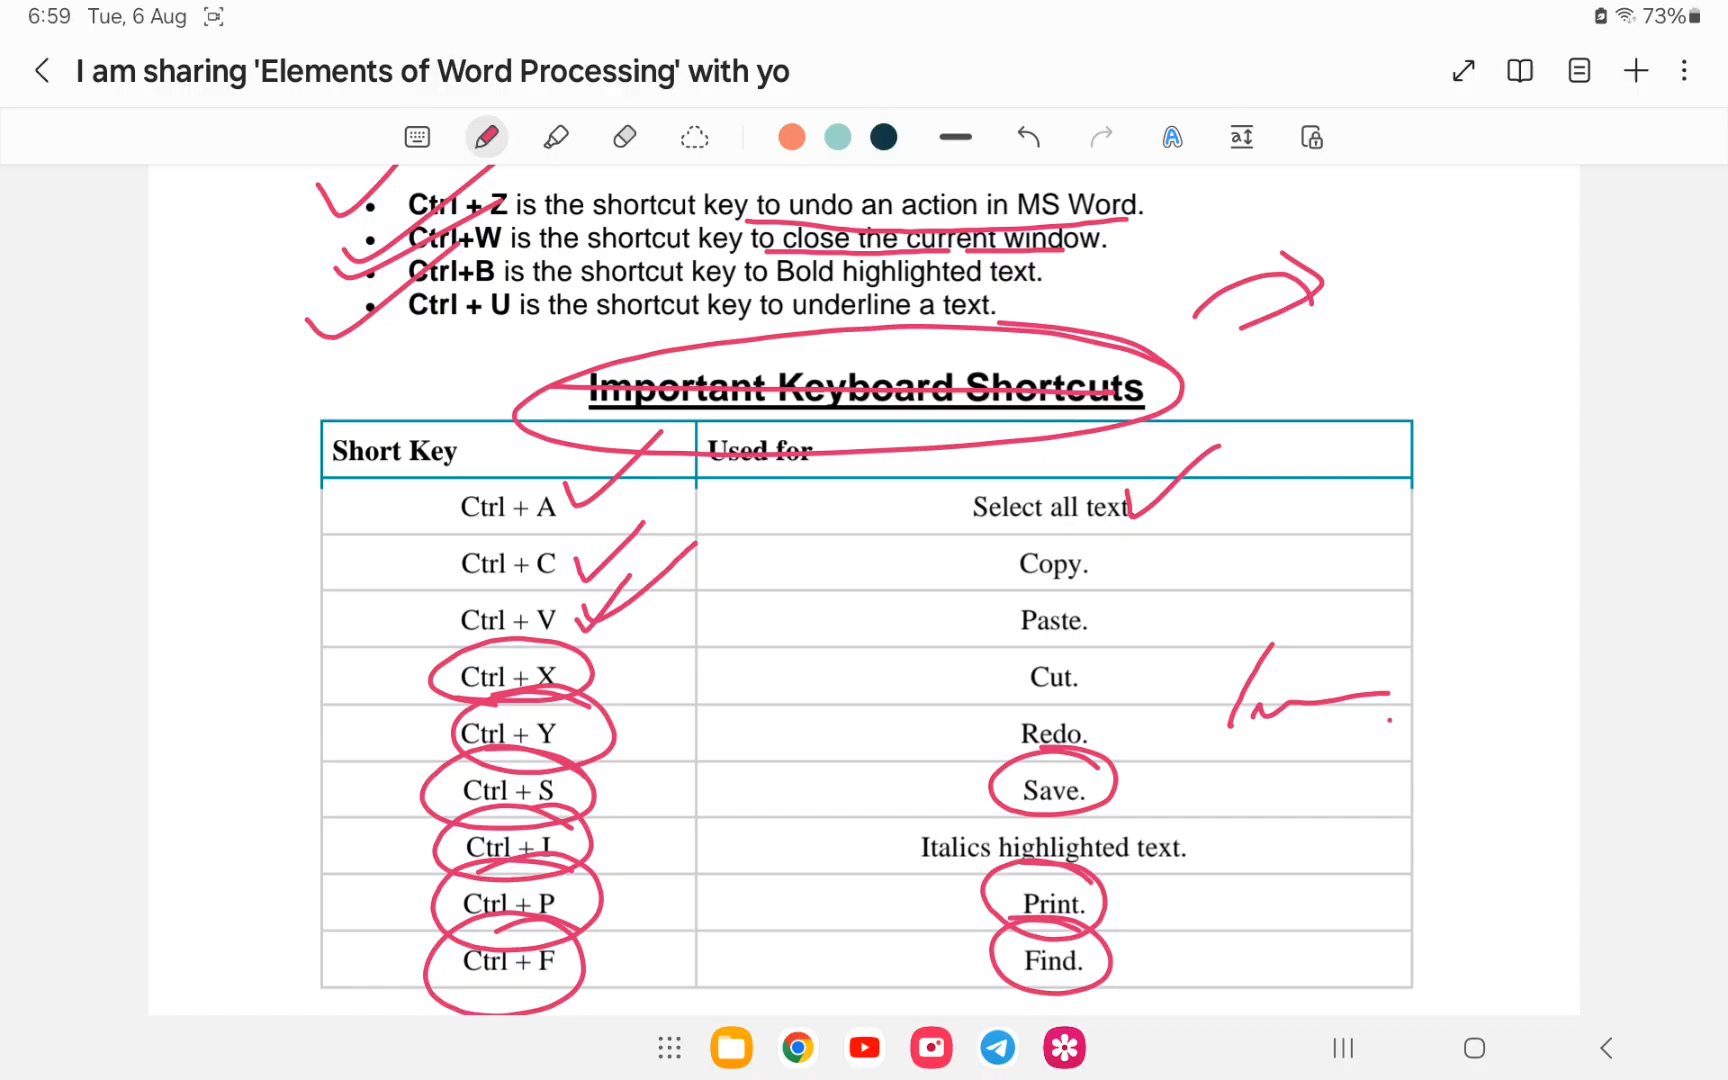 6:59 Tue, 6 Aug 73%
I am sharing 'Elements of Word Processing' with yo
• Ctrl + Z is the shortcut key to undo an action in MS Word.
• Ctrl+W is the shortcut key to close the current window.
• Ctrl+B is the shortcut key to Bold highlighted text.
• Ctrl + U is the shortcut key to underline a text.
Important Keyboard Shortcuts
Short Key Used for
Ctrl + A Select all text
Ctrl + C Copy.
Ctrl + V Paste.
Ctrl + X Cut.
Ctrl + Y Redo.
Ctrl + S Save.
Ctrl + I Italics highlighted text.
Ctrl + P Print.
Ctrl + F Find.